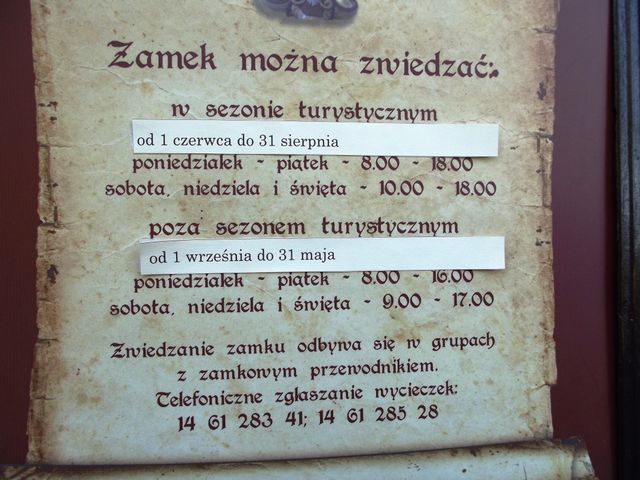 Zamek można zwiedzać:
w sezonie turystycznym
od 1 czerwca do 31 sierpnia
poniedziałek - piątek - 8.00 - 18.00
sobota, niedziela i święta - 10.00 - 18.00
poza sezonem turystycznym
od 1 września do 31 maja
poniedziałek - piątek - 8.00 - 16.00
sobota, niedziela i święta - 9.00 - 17.00
Zwiedzanie zamku odbywa się w grupach
z zamkowym przewodnikiem.
Telefoniczne zgłaszanie wycieczek:
14 61 283 41; 14 61 285 28